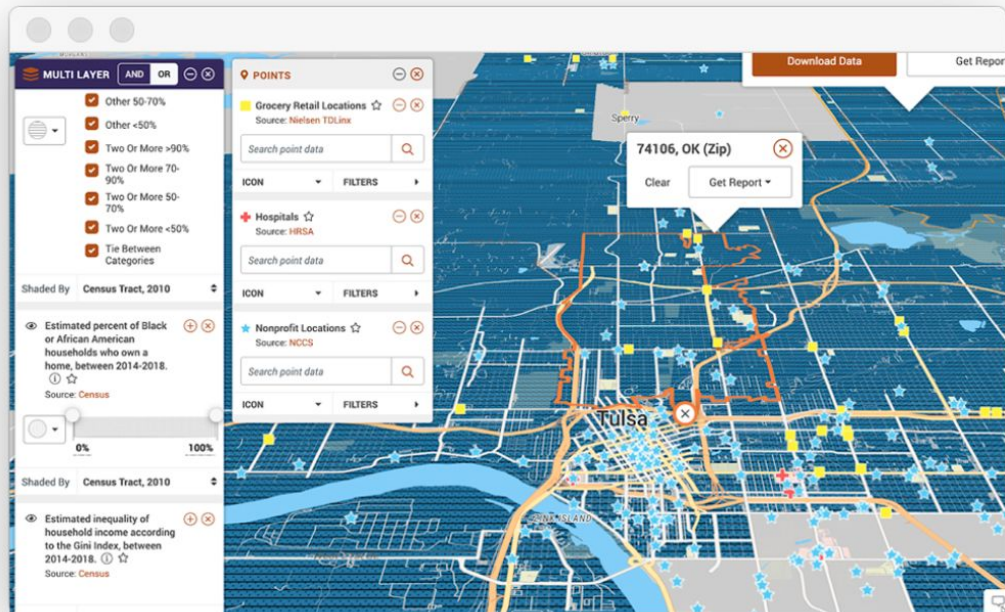 MULTI LAYER AND OR
Other 50-70%
Other <50%
Two Or More >90%
Two Or More 70-
90%
Two Or More 50-
70%
Two Or More <50%
Tie Between
Categories
Shaded By Census Tract, 2010
Estimated percent of Black
or African American
households who own a
home, between 2014-2018.
Source: Census
0% 100%
Shaded By Census Tract, 2010
Estimated inequality of
household income according
to the Gini Index, between
2014-2018.
Source: Census
POINTS
Grocery Retail Locations
Source: Nielsen TDLinx
Search point data
ICON FILTERS
Hospitals
Source: HRSA
Search point data
ICON FILTERS
Nonprofit Locations
Source: NCCS
Search point data
ICON FILTERS
Download Data Get Report
Sperry
74106, OK (Zip)
Clear Get Report
Tulsa
ISLAND